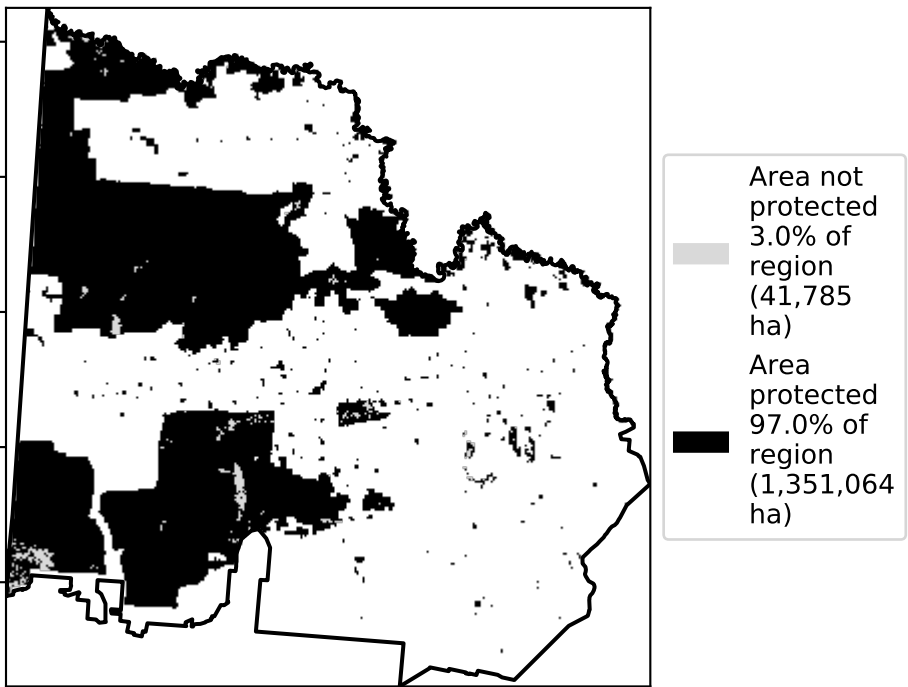 Area not
protected
3.0% of
region
(41,785
ha)
Area
protected
97.0% of
region
(1,351,064
ha)